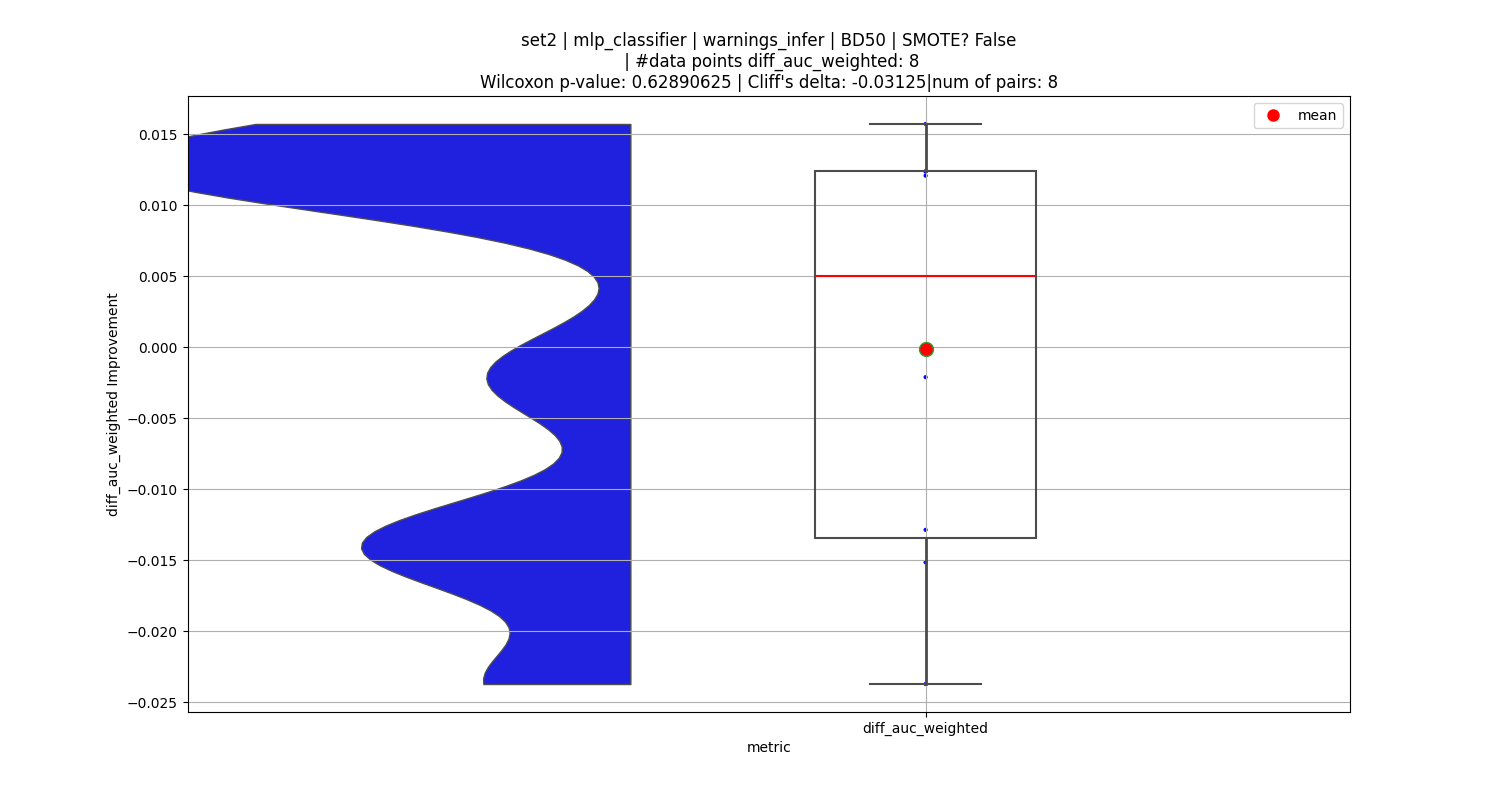 set2 | mlp_classifier | warnings_infer | BD50 | SMOTE? False
| #data points diff_auc_weighted: 8
Wilcoxon p-value: 0.62890625 | Cliff's delta: -0.03125|num of pairs: 8
mean
0.015
0.010
0.005
0.000
−0.005
−0.010
−0.015
−0.020
−0.025
diff_auc_weighted Improvement
diff_auc_weighted
metric